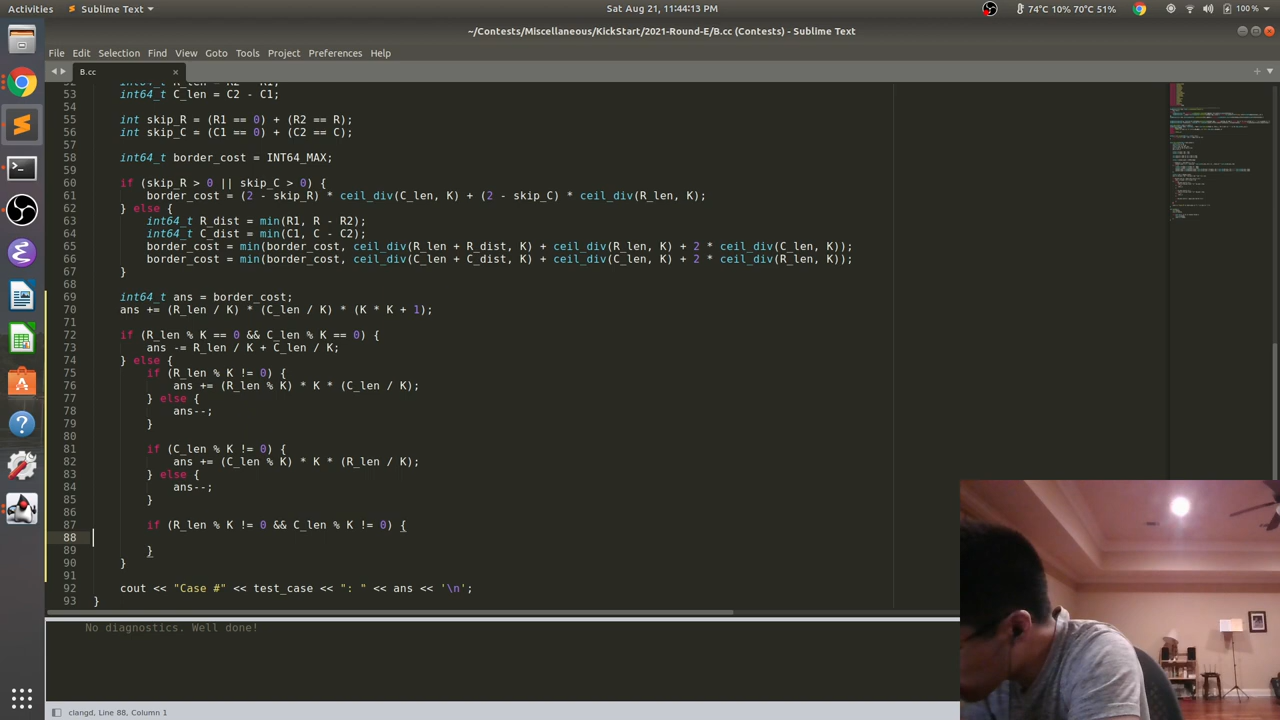 Activities Sublime Text Sat Aug 21, 11:44:13 PM 74°C 10% 70°C 51% 100 %
~/Contests/Miscellaneous/KickStart/2021-Round-E/B.cc (Contests) - Sublime Text
File Edit Selection Find View Goto Tools Project Preferences Help
B.cc
53 int64_t C_len = C2 - C1;
54
55 int skip_R = (R1 == 0) + (R2 == R);
56 int skip_C = (C1 == 0) + (C2 == C);
57
58 int64_t border_cost = INT64_MAX;
59
60 if (skip_R > 0 || skip_C > 0) {
61 border_cost = (2 - skip_R) * ceil_div(C_len, K) + (2 - skip_C) * ceil_div(R_len, K);
62 } else {
63 int64_t R_dist = min(R1, R - R2);
64 int64_t C_dist = min(C1, C - C2);
65 border_cost = min(border_cost, ceil_div(R_len + R_dist, K) + ceil_div(R_len, K) + 2 * ceil_div(C_len, K));
66 border_cost = min(border_cost, ceil_div(C_len + C_dist, K) + ceil_div(C_len, K) + 2 * ceil_div(R_len, K));
67 }
68
69 int64_t ans = border_cost;
70 ans += (R_len / K) * (C_len / K) * (K * K + 1);
71
72 if (R_len % K == 0 && C_len % K == 0) {
73 ans -= R_len / K + C_len / K;
74 } else {
75 if (R_len % K != 0) {
76 ans += (R_len % K) * K * (C_len / K);
77 } else {
78 ans--;
79 }
80
81 if (C_len % K != 0) {
82 ans += (C_len % K) * K * (R_len / K);
83 } else {
84 ans--;
85 }
86
87 if (R_len % K != 0 && C_len % K != 0) {
88
89 }
90 }
91
92 cout << "Case #" << test_case << ": " << ans << '\n';
93 }
No diagnostics. Well done!
clangd, Line 88, Column 1